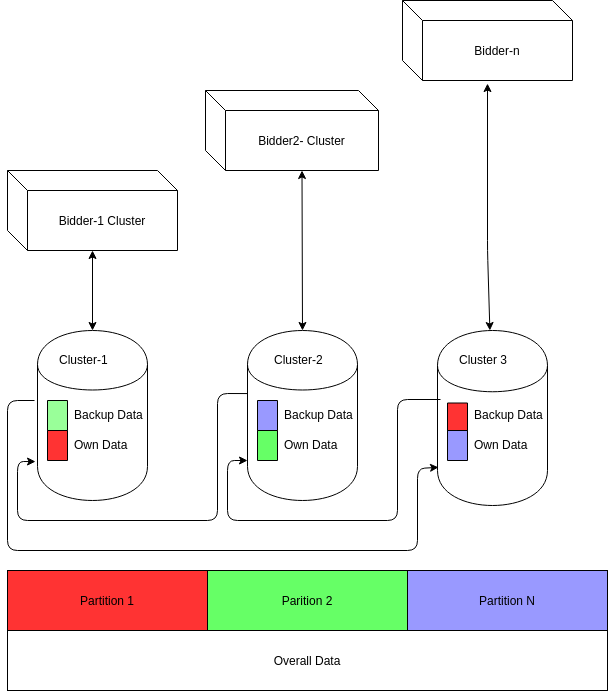 Bidder-n
Bidder2- Cluster
Bidder-1 Cluster
Cluster-1
Cluster-2
Cluster 3
Backup Data
Own Data
Backup Data
Own Data
Backup Data
Own Data
Partition 1
Parition 2
Partition N
Overall Data